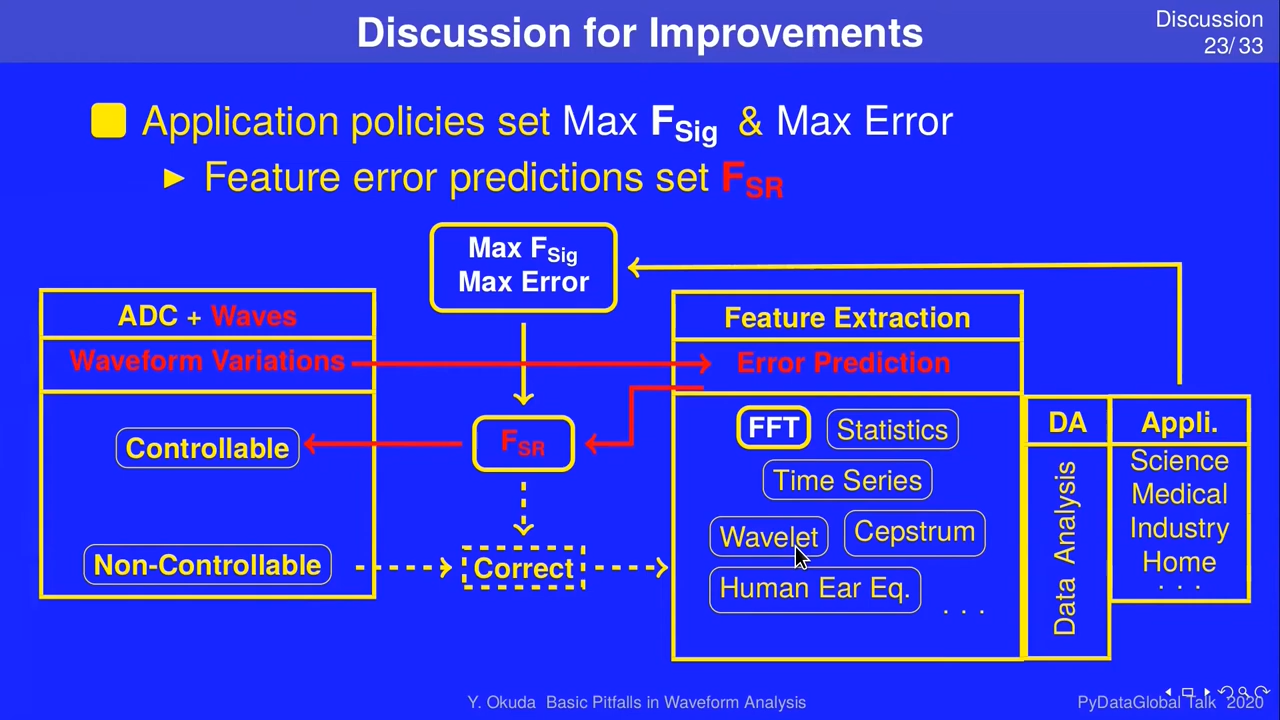 Discussion for Improvements
Discussion
23/33
Application policies set Max FSig & Max Error
Feature error predictions set FSR
Max FSig
Max Error
ADC + Waves
Waveform Variations
Controllable
Non-Controllable
FSR
Correct
Feature Extraction
Error Prediction
FFT
Statistics
Time Series
Wavelet
Cepstrum
Human Ear Eq.
. . .
DA
Data Analysis
Appli.
Science
Medical
Industry
Home
. . .
Y. Okuda Basic Pitfalls in Waveform Analysis
PyDataGlobal Talk 2020